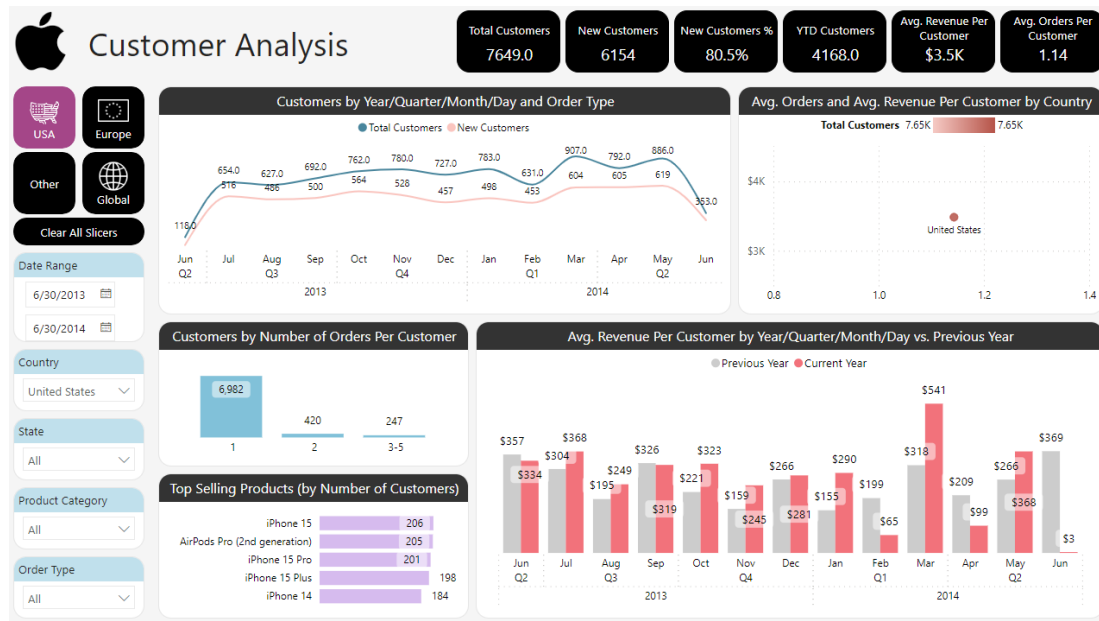 Customer Analysis
Total Customers
7649.0
New Customers
6154
New Customers %
80.5%
YTD Customers
4168.0
Avg. Revenue Per
Customer
$3.5K
Avg. Orders Per
Customer
1.14
USA
Europe
Other
Global
Clear All Slicers
Date Range
6/30/2013
6/30/2014
Country
United States
State
All
Product Category
All
Order Type
All
Customers by Year/Quarter/Month/Day and Order Type
Total Customers New Customers
118.0 654.0 627.0 692.0 762.0 780.0 727.0 783.0 631.0 907.0 792.0 886.0 353.0
516 486 500 564 528 457 498 453 604 605 619
Jun Jul Aug Sep Oct Nov Dec Jan Feb Mar Apr May Jun
Q2 Q3 Q4 Q1 Q2
2013 2014
Avg. Orders and Avg. Revenue Per Customer by Country
Total Customers 7.65K 7.65K
$4K
United States
$3K
0.8 1.0 1.2 1.4
Customers by Number of Orders Per Customer
6,982 420 247
1 2 3-5
Top Selling Products (by Number of Customers)
iPhone 15 206
AirPods Pro (2nd generation) 205
iPhone 15 Pro 201
iPhone 15 Plus 198
iPhone 14 184
Avg. Revenue Per Customer by Year/Quarter/Month/Day vs. Previous Year
Previous Year Current Year
$357 $304 $195 $326 $221 $159 $266 $155 $199 $318 $209 $266 $369
$334 $368 $249 $319 $323 $245 $281 $290 $65 $541 $99 $368 $3
Jun Jul Aug Sep Oct Nov Dec Jan Feb Mar Apr May Jun
Q2 Q3 Q4 Q1 Q2
2013 2014